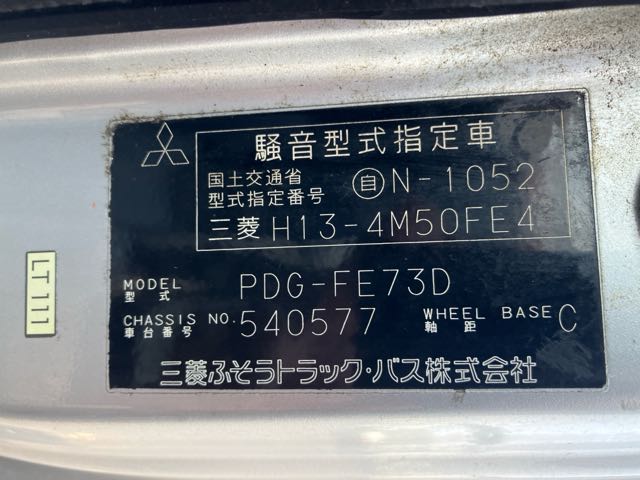 騒音型式指定車
国土交通省
型式指定番号 自 N-1052
三菱 H13-4M50FE4
MODEL
型式 PDG-FE73D
CHASSIS NO. 540577 WHEEL BASE C
車台番号 軸距
三菱ふそうトラック・バス株式会社
LT111